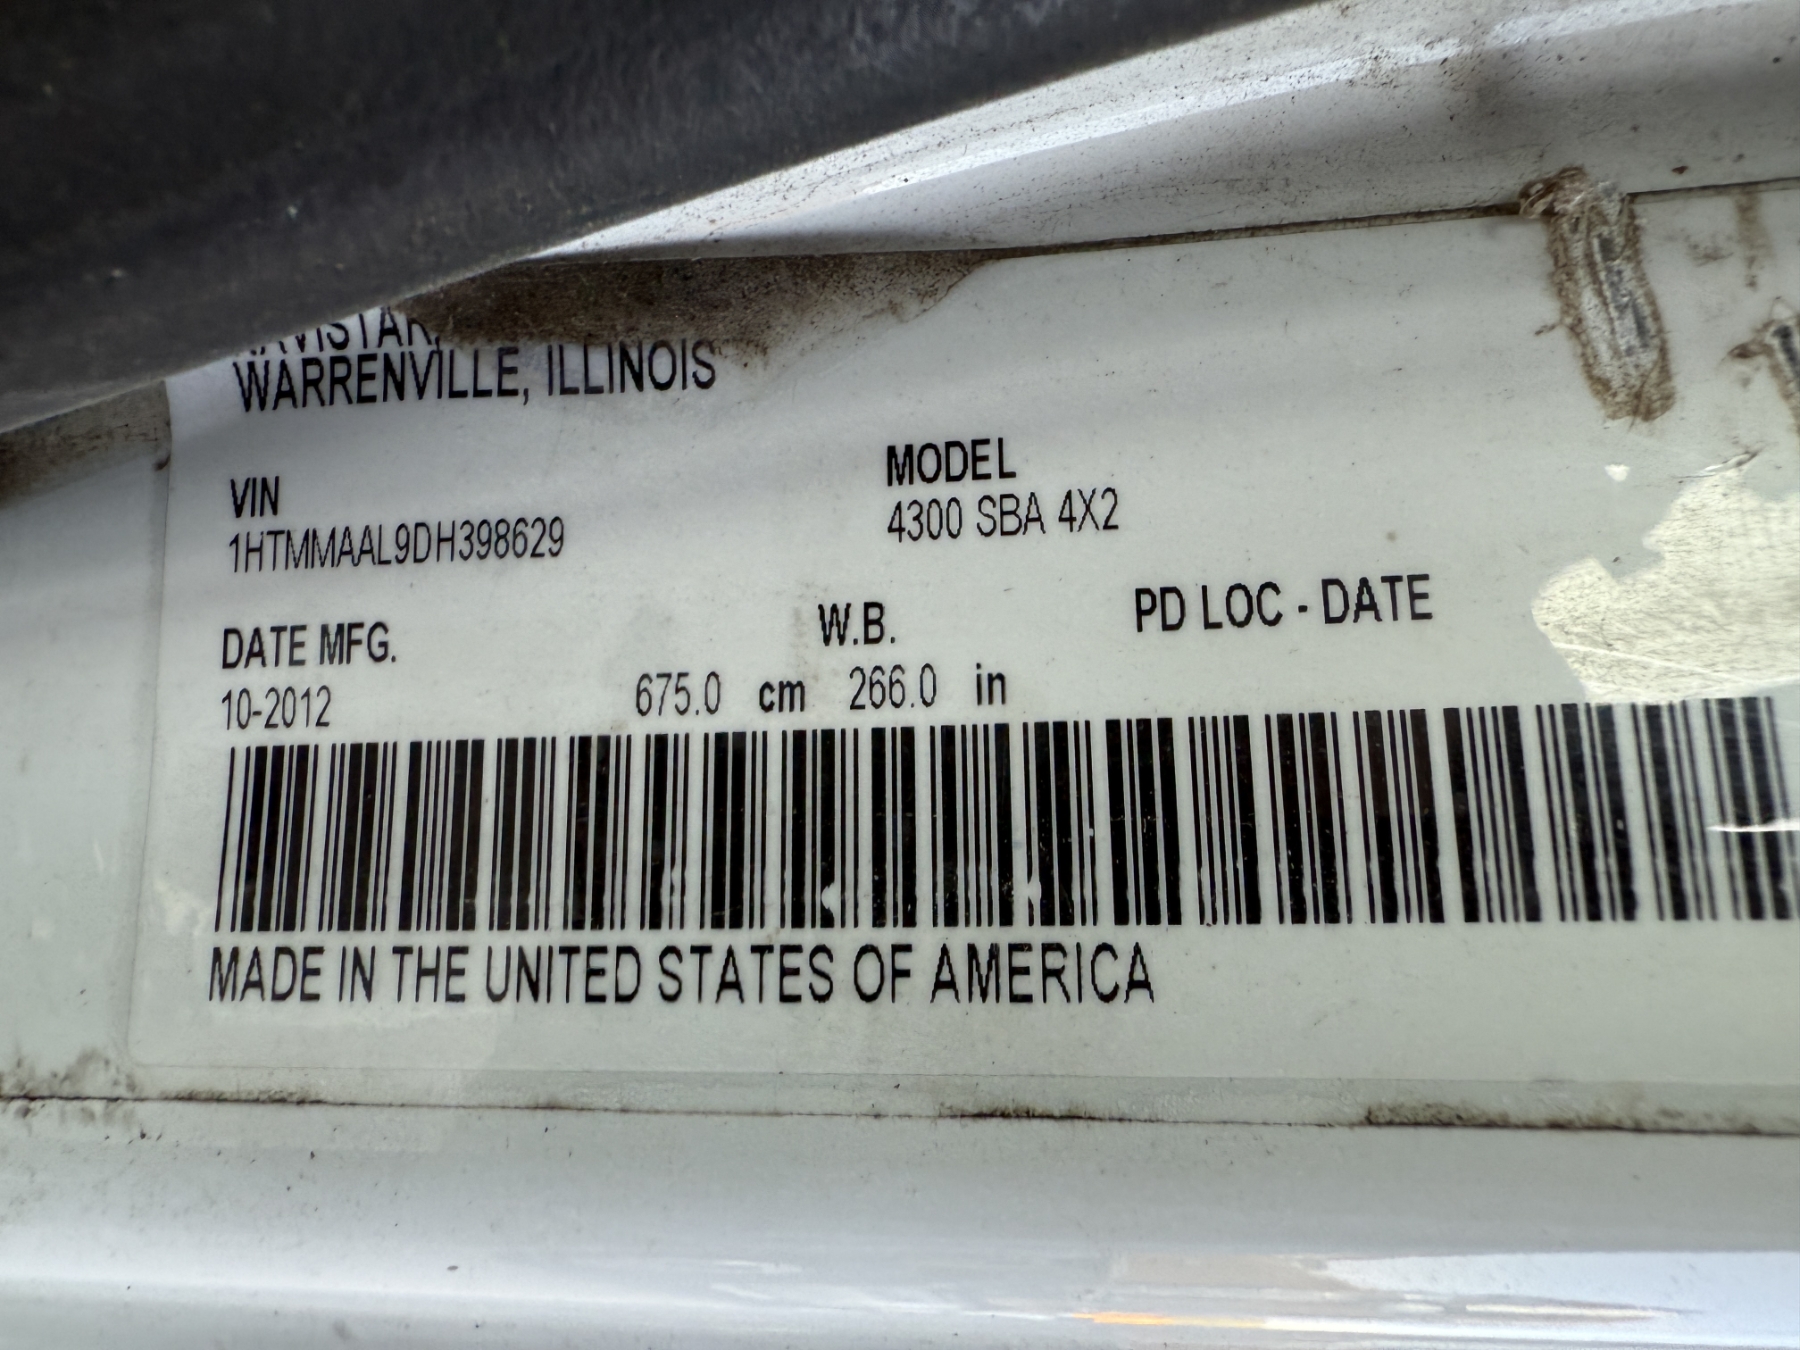 NAVISTAR,
WARRENVILLE, ILLINOIS
VIN
1HTMMAAL9DH398629
MODEL
4300 SBA 4X2
DATE MFG.
10-2012
W.B.
675.0 cm 266.0 in
PD LOC - DATE
MADE IN THE UNITED STATES OF AMERICA